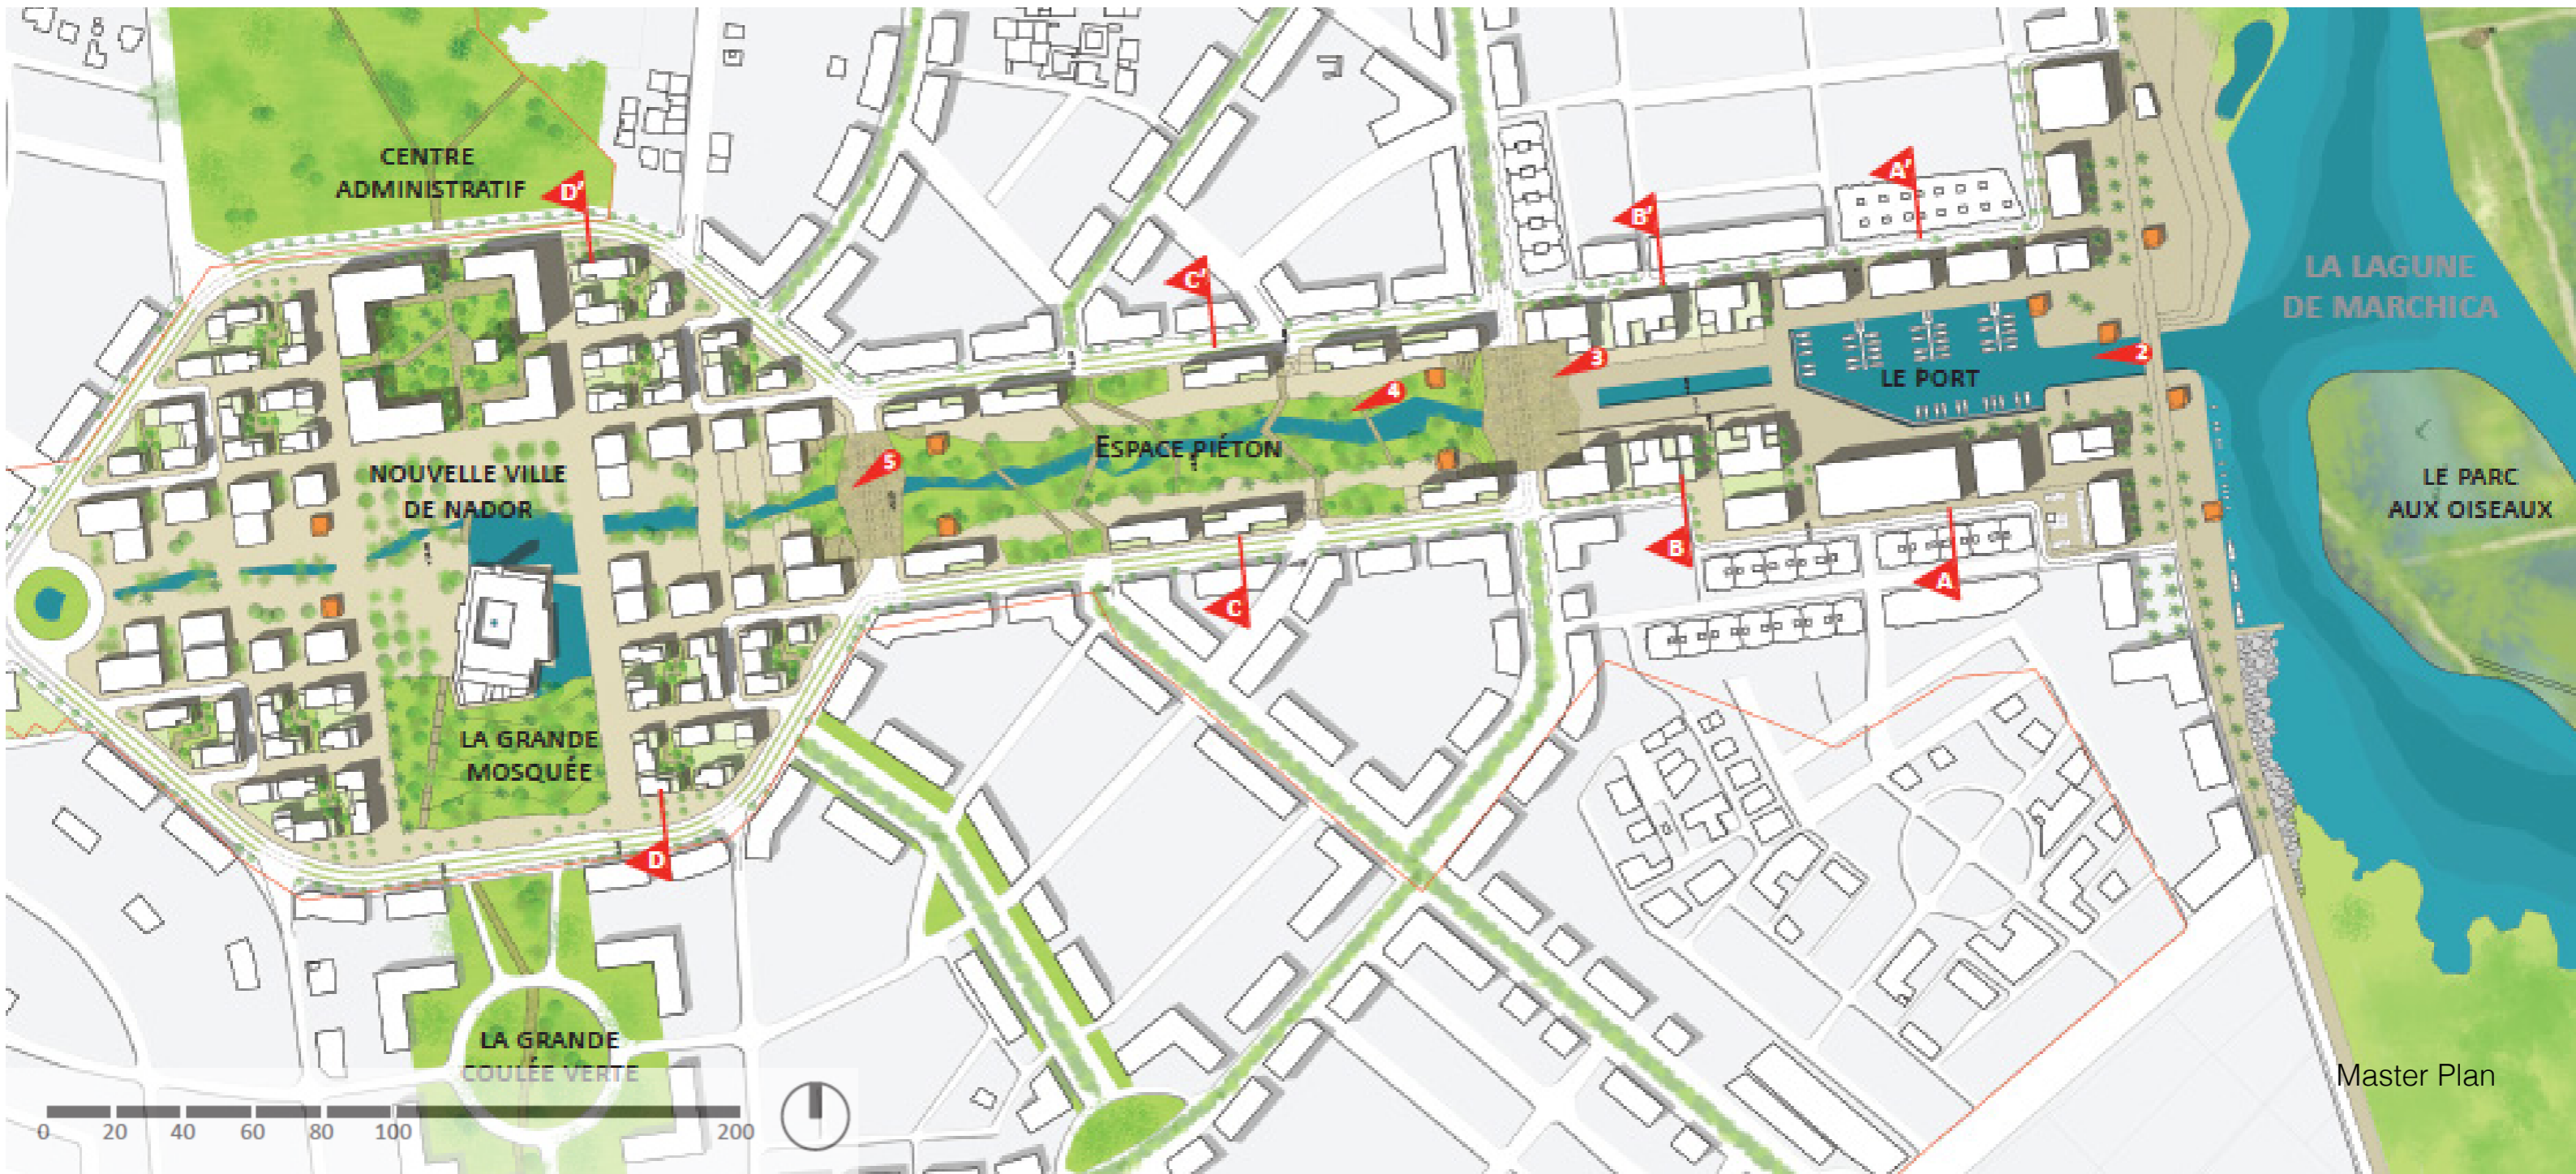 CENTRE
ADMINISTRATIF
D'
A'
B'
C'
LA LAGUNE
DE MARCHICA
2
3
LE PORT
4
ESPACE PIÉTON
5
NOUVELLE VILLE
DE NADOR
LE PARC
AUX OISEAUX
B
A
C
LA GRANDE
MOSQUÉE
D
LA GRANDE
COULÉE VERTE
Master Plan
0 20 40 60 80 100 200